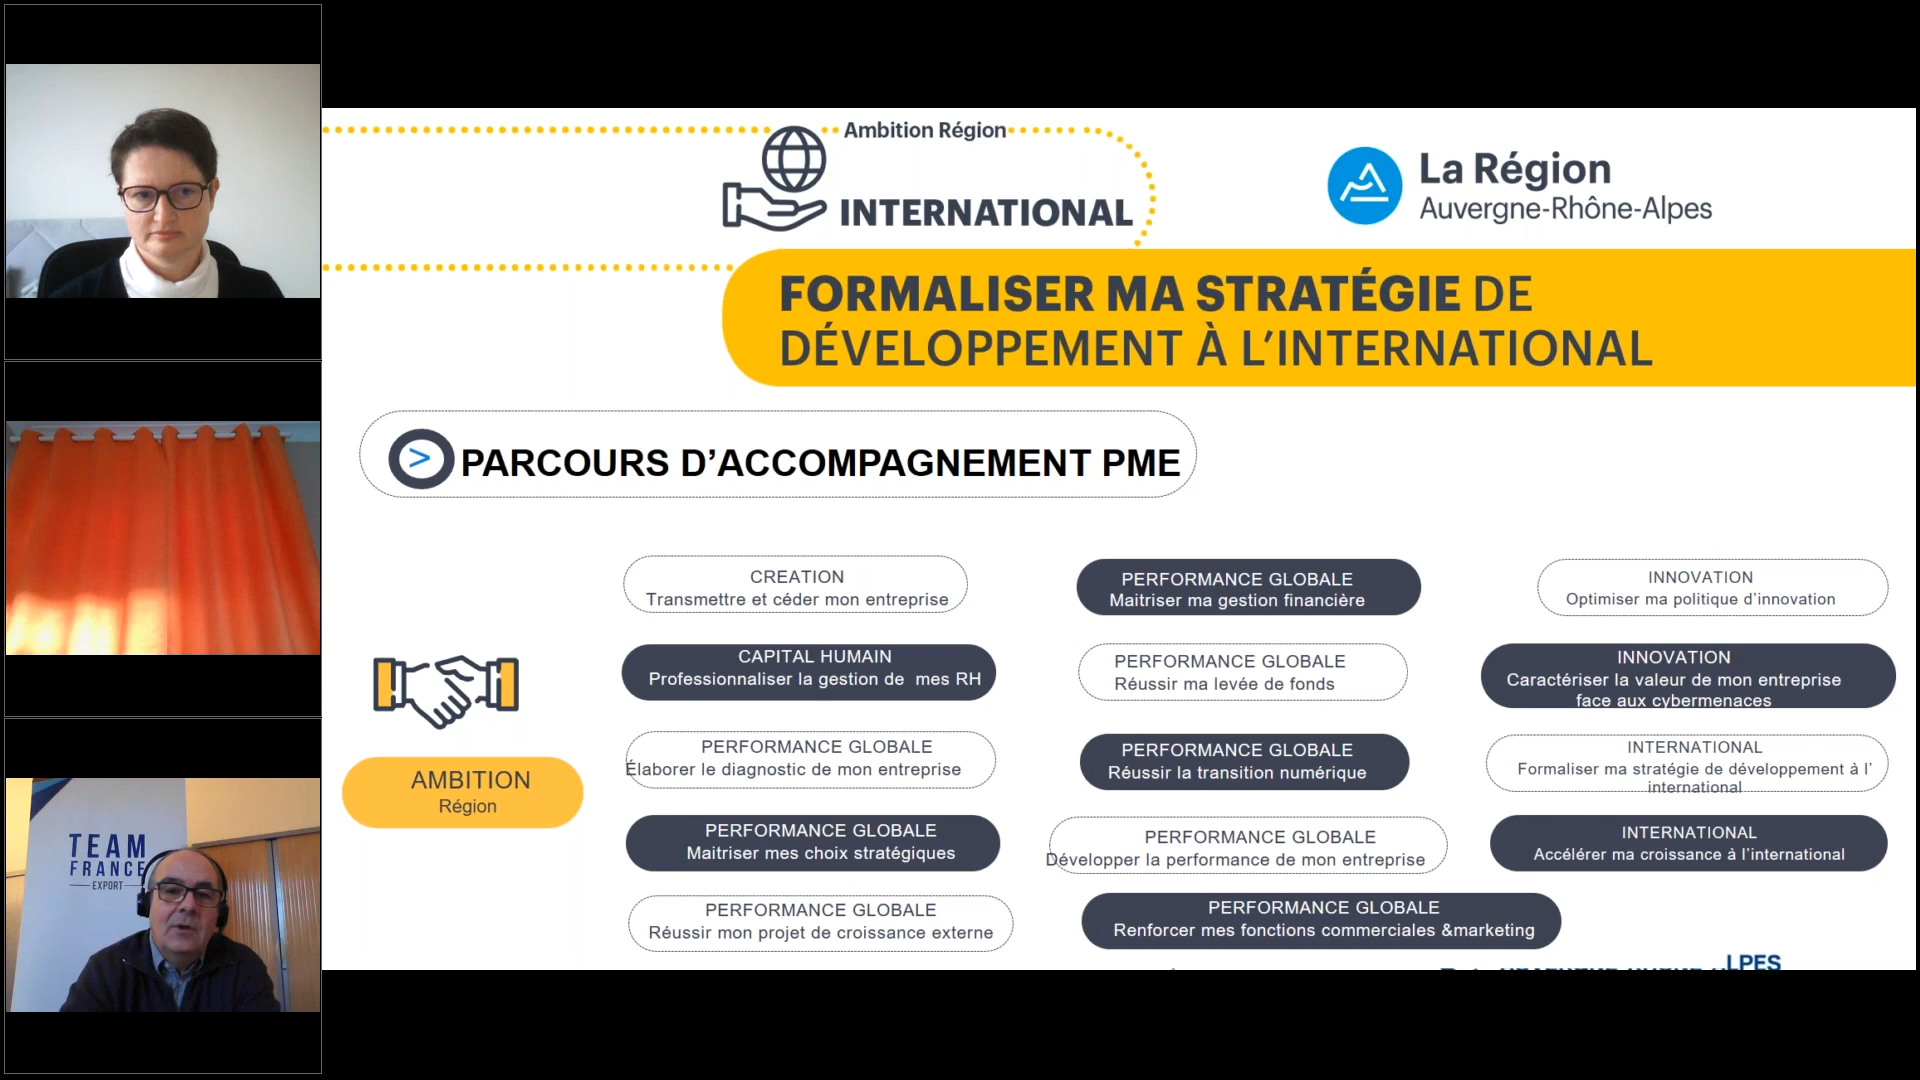 Ambition Région
INTERNATIONAL
La Région
Auvergne-Rhône-Alpes
FORMALISER MA STRATÉGIE DE
DÉVELOPPEMENT À L’INTERNATIONAL
> PARCOURS D’ACCOMPAGNEMENT PME
CREATION
Transmettre et céder mon entreprise
CAPITAL HUMAIN
Professionnaliser la gestion de mes RH
PERFORMANCE GLOBALE
Élaborer le diagnostic de mon entreprise
PERFORMANCE GLOBALE
Maitriser mes choix stratégiques
PERFORMANCE GLOBALE
Réussir mon projet de croissance externe
PERFORMANCE GLOBALE
Maitriser ma gestion financière
PERFORMANCE GLOBALE
Réussir ma levée de fonds
PERFORMANCE GLOBALE
Réussir la transition numérique
PERFORMANCE GLOBALE
Développer la performance de mon entreprise
PERFORMANCE GLOBALE
Renforcer mes fonctions commerciales &marketing
INNOVATION
Optimiser ma politique d’innovation
INNOVATION
Caractériser la valeur de mon entreprise
face aux cybermenaces
INTERNATIONAL
Formaliser ma stratégie de développement à l’
international
INTERNATIONAL
Accélérer ma croissance à l’international
AMBITION
Région
LPES
TEAM
FRANCE
EXPORT